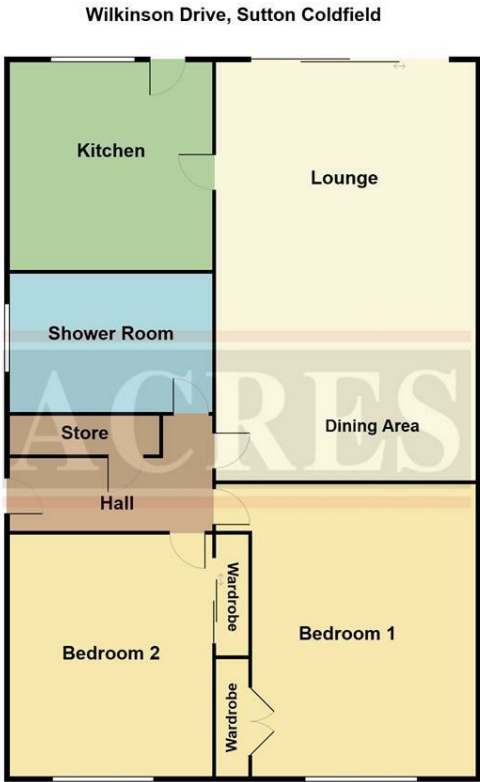 Wilkinson Drive, Sutton Coldfield
Kitchen
Lounge
Shower Room
ACRES
Store
Dining Area
Hall
Wardrobe
Bedroom 1
Bedroom 2
Wardrobe